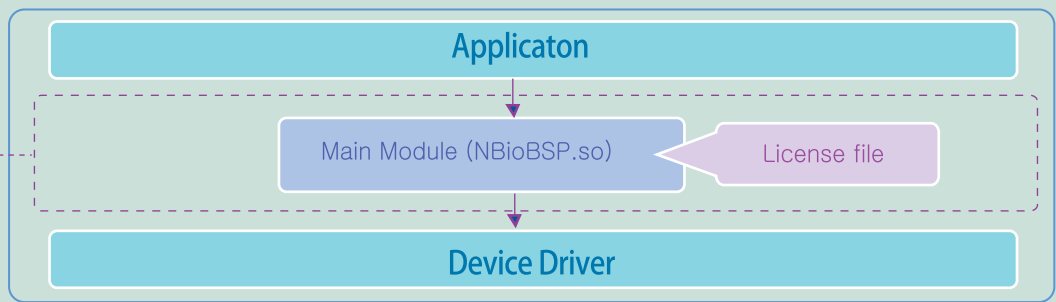 Applicaton
Main Module (NBioBSP.so)
License file
Device Driver